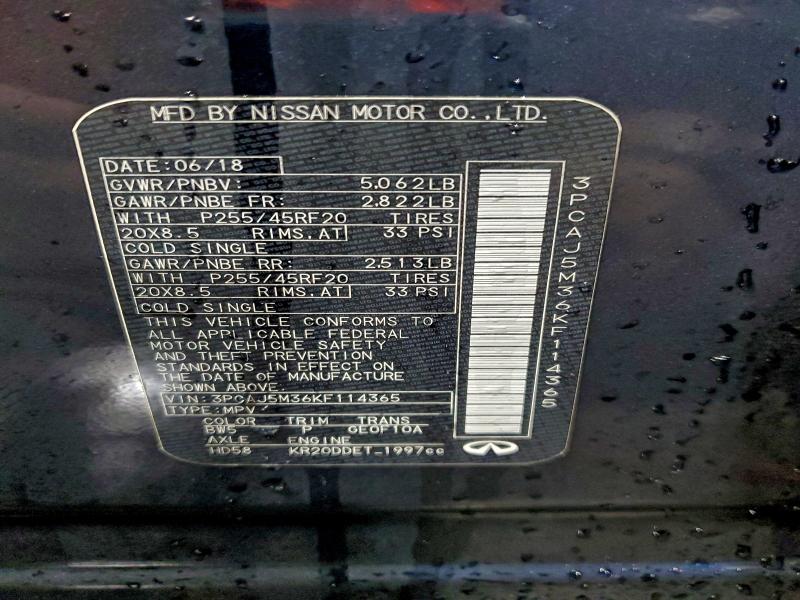 MFD BY NISSAN MOTOR CO.,LTD.
DATE:06/18
GVWR/PNBV: 5.062LB
GAWR/PNBE FR: 2.822LB
WITH P255/45RF20 TIRES
20X8.5 RIMS.AT 33 PSI
COLD SINGLE
GAWR/PNBE RR: 2.513LB
WITH P255/45RF20 TIRES
20X8.5 RIMS.AT 33 PSI
COLD SINGLE
THIS VEHICLE CONFORMS TO
ALL APPLICABLE FEDERAL
MOTOR VEHICLE SAFETY
AND THEFT PREVENTION
STANDARDS IN EFFECT ON
THE DATE OF MANUFACTURE
SHOWN ABOVE.
VIN:3PCAJ5M36KF114365
TYPE:MPV
COLOR TRIM TRANS
BW5 P GE0F10A
AXLE ENGINE
HD58 KR20DDET_1997cc
3PCAJ5M36KF114365